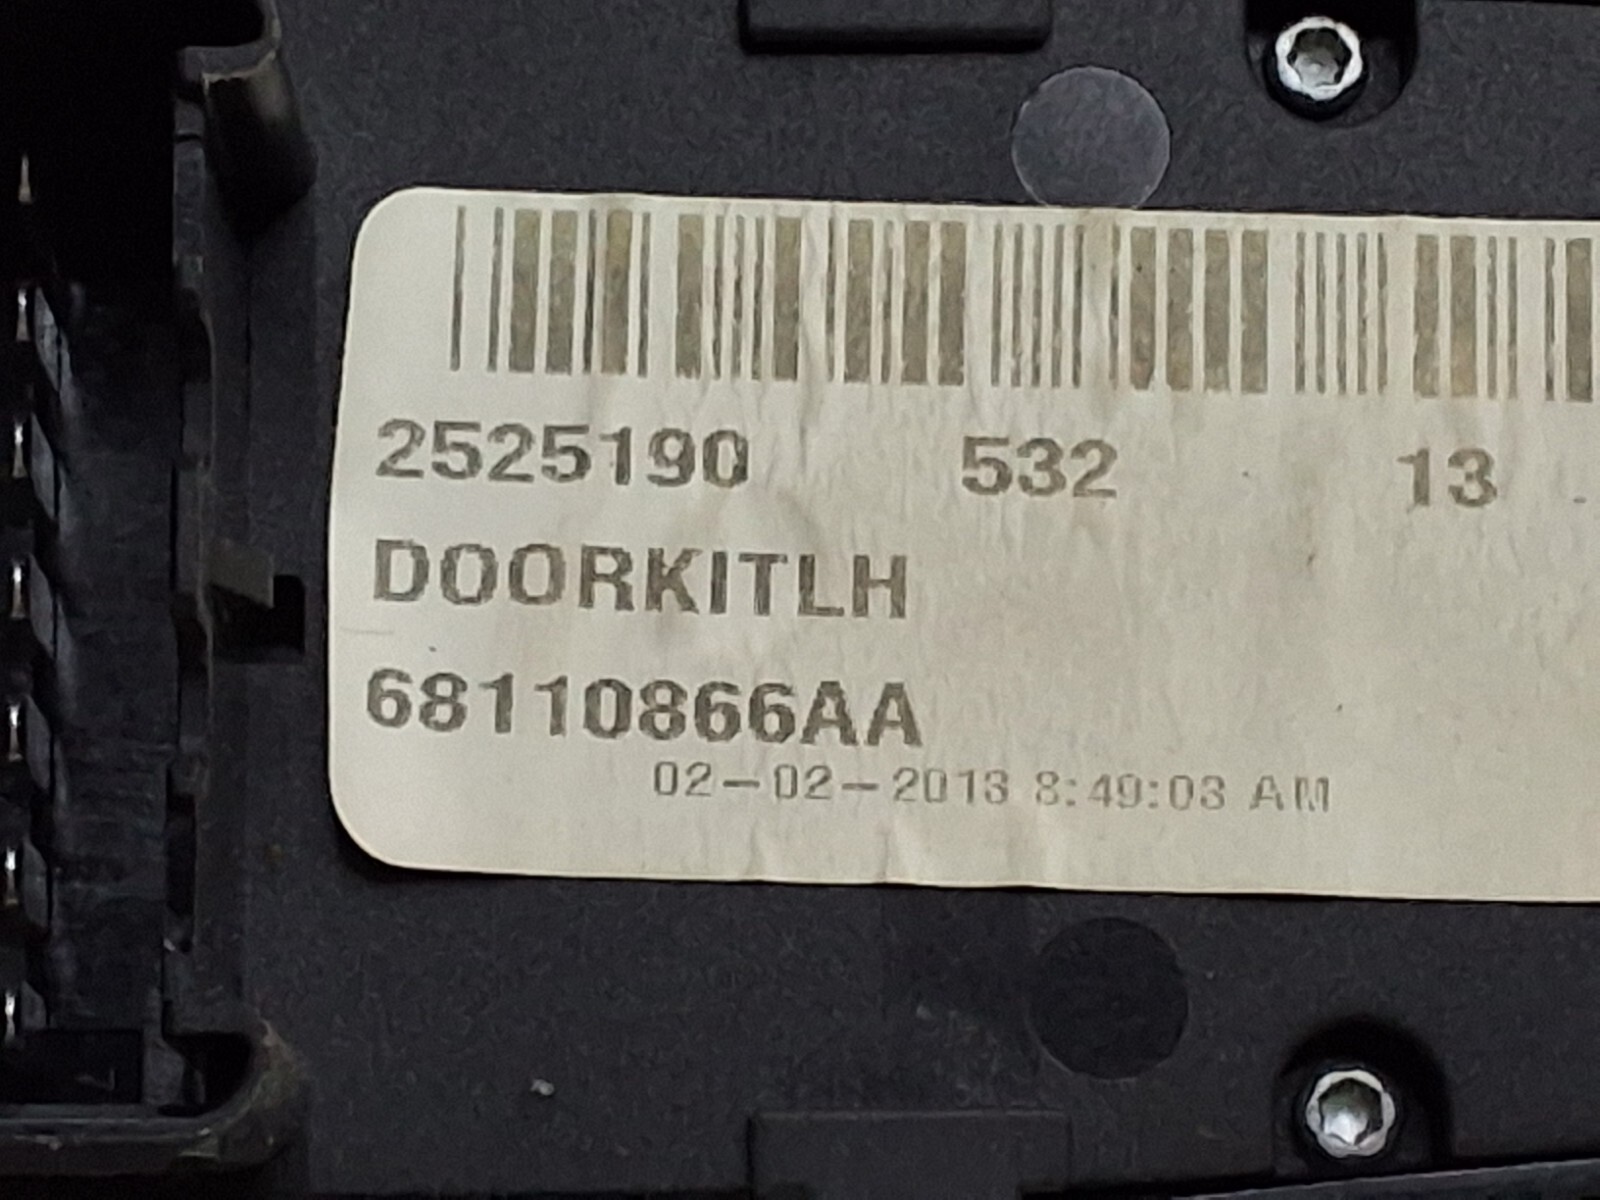 2525190 532 13
DOORKITLH
68110866AA
02-02-2013 8:49:03 AM